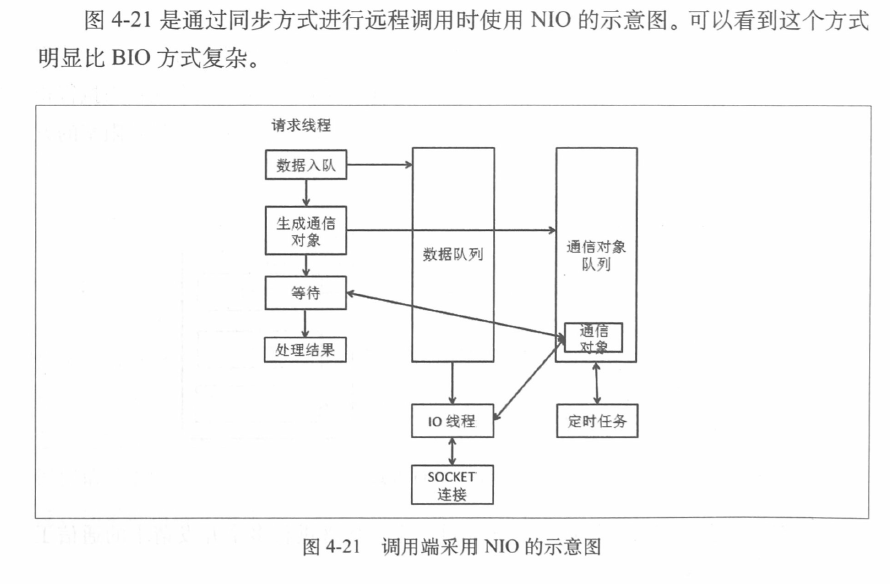 图 4-21 是通过同步方式进行远程调用时使用 NIO 的示意图。可以看到这个方式
明显比 BIO 方式复杂。
请求线程
数据入队
生成通信
对象
等待
处理结果
数据队列
通信对象
队列
通信
对象
IO 线程
定时任务
SOCKET
连接
图 4-21 调用端采用 NIO 的示意图